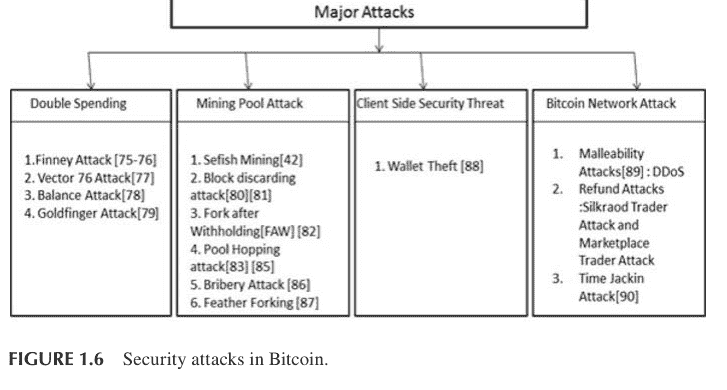 Major Attacks
Double Spending
1.Finney Attack [75-76]
2. Vector 76 Attack[77]
3. Balance Attack[78]
4. Goldfinger Attack[79]
Mining Pool Attack
1. Sefish Mining[42]
2. Block discarding
attack[80][81]
3. Fork after
Withholding[FAW] [82]
4. Pool Hopping
attack[83] [85]
5. Bribery Attack [86]
6. Feather Forking [87]
Client Side Security Threat
1. Wallet Theft [88]
Bitcoin Network Attack
1. Malleability
Attacks[89] : DDoS
2. Refund Attacks
:Silkraod Trader
Attack and
Marketplace
Trader Attack
3. Time Jackin
Attack[90]
FIGURE 1.6 Security attacks in Bitcoin.